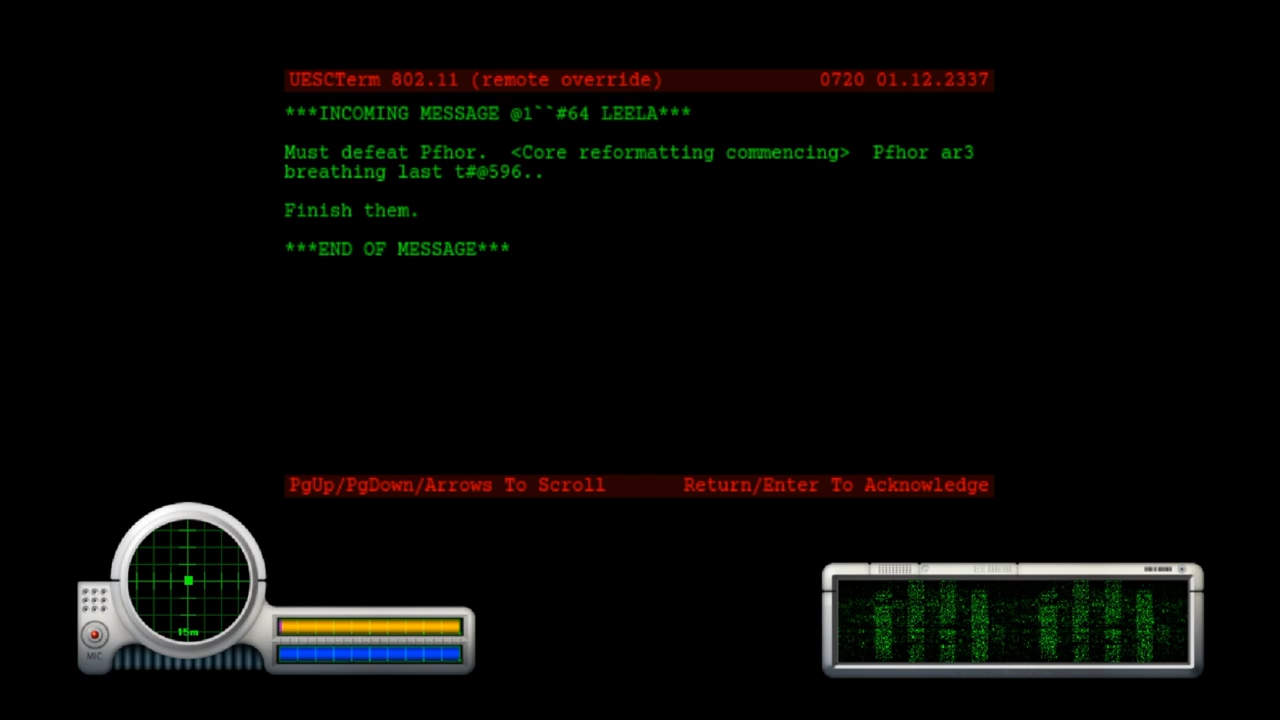 UESCTerm 802.11 (remote override) 0720 01.12.2337
***INCOMING MESSAGE @1``#64 LEELA***
Must defeat Pfhor.  <Core reformatting commencing>  Pfhor ar3
breathing last t#@596..
Finish them.
***END OF MESSAGE***
PgUp/PgDown/Arrows To Scroll Return/Enter To Acknowledge
15m
MIC